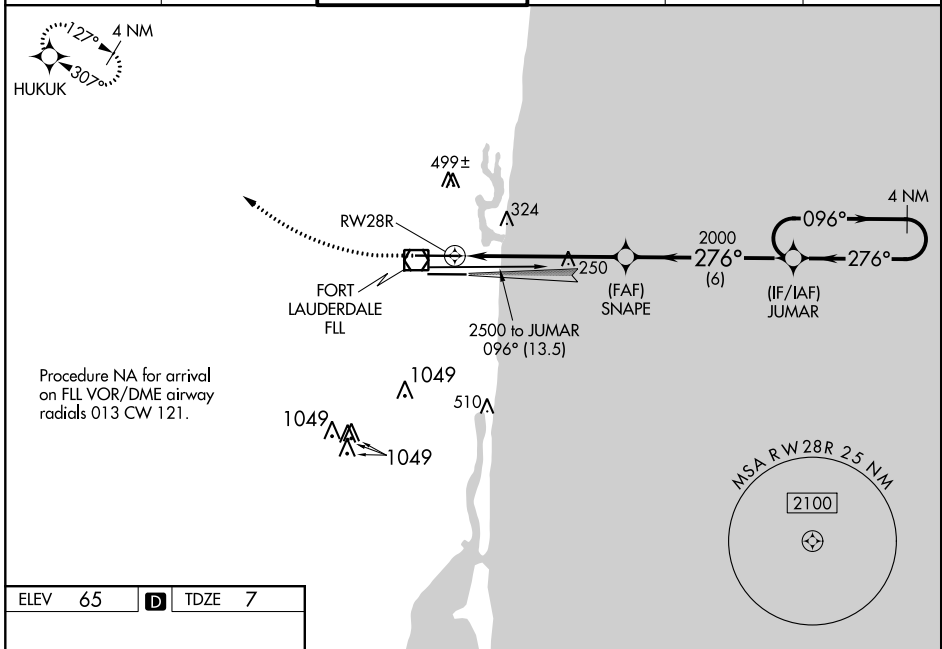 127°
4 NM
307°
HUKUK
499±
324
RW28R
4 NM
096°
2000
276°
(6)
276°
250
FORT
LAUDERDALE
FLL
(FAF)
SNAPE
(IF/IAF)
JUMAR
2500 to JUMAR
096° (13.5)
Procedure NA for arrival
on FLL VOR/DME airway
radials 013 CW 121.
1049
510
1049
1049
MSA RW28R 25 NM
2100
ELEV 65 D TDZE 7